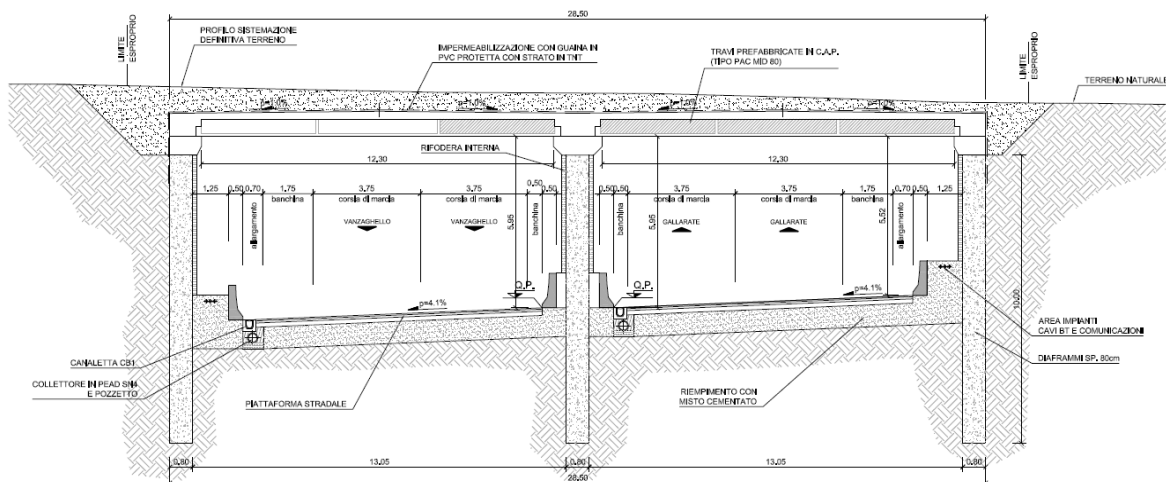 28.50
LIMITE
ESPROPRIO
PROFILO SISTEMAZIONE
DEFINITIVA TERRENO
IMPERMEABILIZZAZIONE CON GUAINA IN
PVC PROTETTA CON STRATO IN TNT
TRAVI PREFABBRICATE IN C.A.P.
(TIPO PAC MID 80)
LIMITE
ESPROPRIO
TERRENO NATURALE
RIFODERA INTERNA
12.30
12.30
1.25
0.50
0.70
1.75
3.75
3.75
0.50
0.50
0.50
0.50
3.75
3.75
1.75
0.70
0.50
1.25
allargamento
banchina
corsia di marcia
corsia di marcia
banchina
5.95
banchina
5.95
corsia di marcia
corsia di marcia
banchina
5.52
allargamento
VANZAGHELLO
VANZAGHELLO
GALLARATE
GALLARATE
Q.P.
Q.P.
p=4.1%
p=4.1%
10.00
CANALETTA CB1
COLLETTORE IN PEAD SN4
E POZZETTO
PIATTAFORMA STRADALE
RIEMPIMENTO CON
MISTO CEMENTATO
AREA IMPIANTI
CAVI BT E COMUNICAZIONI
DIAFRAMMI SP. 80cm
0.80
13.05
0.80
13.05
0.80
28.50